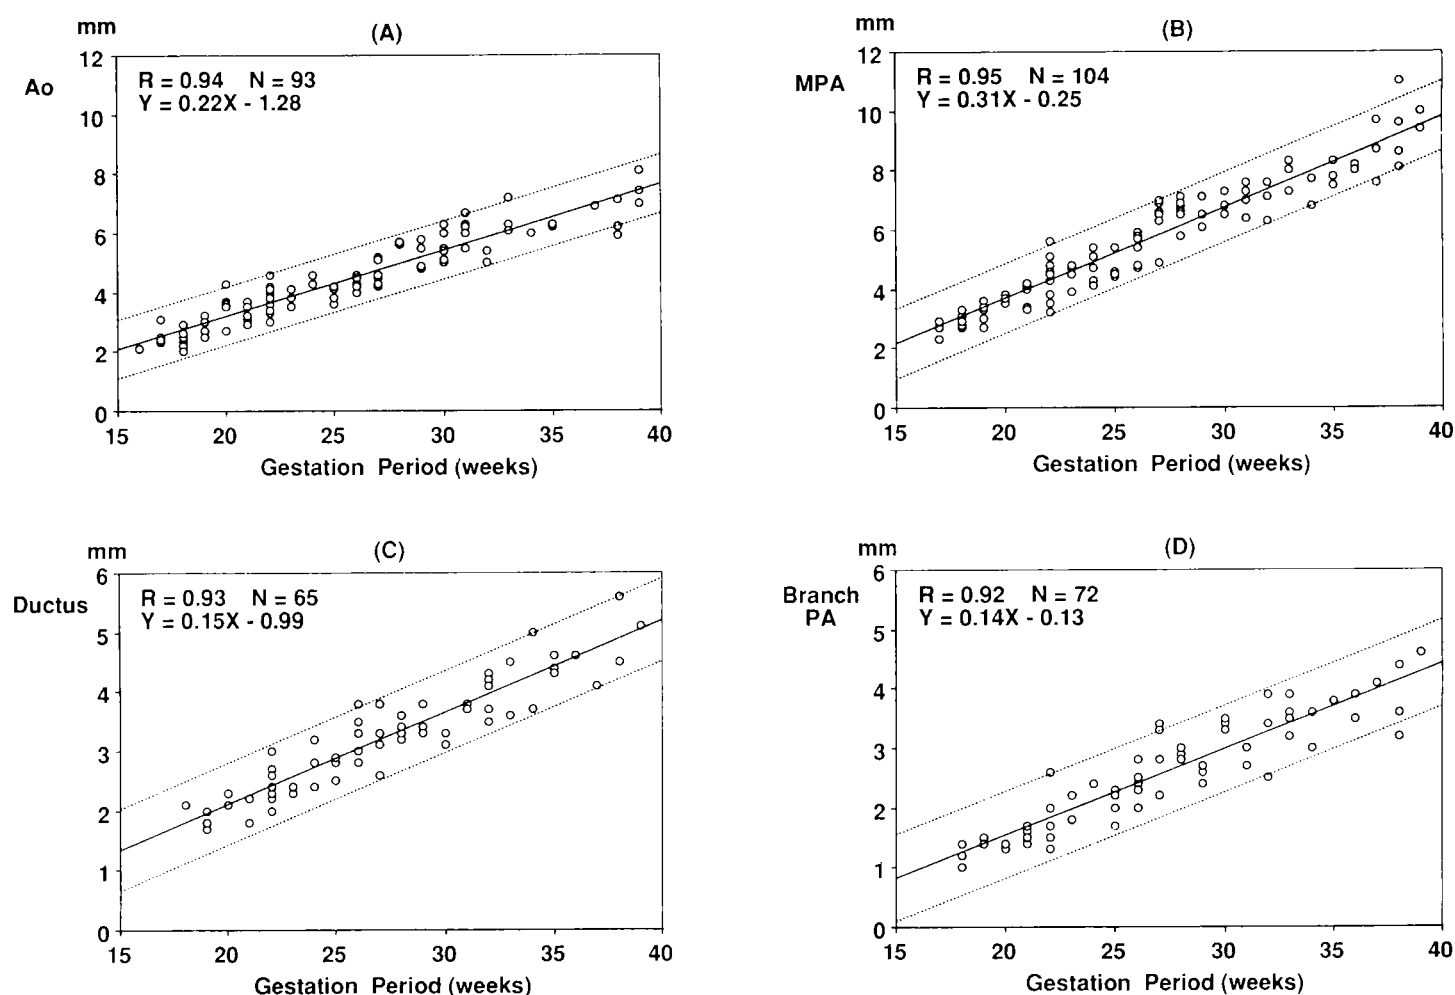 (A)
mm
Ao
R = 0.94 N = 93
Y = 0.22X - 1.28
12
10
8
6
4
2
0
15 20 25 30 35 40
Gestation Period (weeks)
(B)
mm
MPA
R = 0.95 N = 104
Y = 0.31X - 0.25
12
10
8
6
4
2
0
15 20 25 30 35 40
Gestation Period (weeks)
(C)
mm
Ductus
R = 0.93 N = 65
Y = 0.15X - 0.99
6
5
4
3
2
1
0
15 20 25 30 35 40
Gestation Period (weeks)
(D)
mm
Branch
PA
R = 0.92 N = 72
Y = 0.14X - 0.13
6
5
4
3
2
1
0
15 20 25 30 35 40
Gestation Period (weeks)